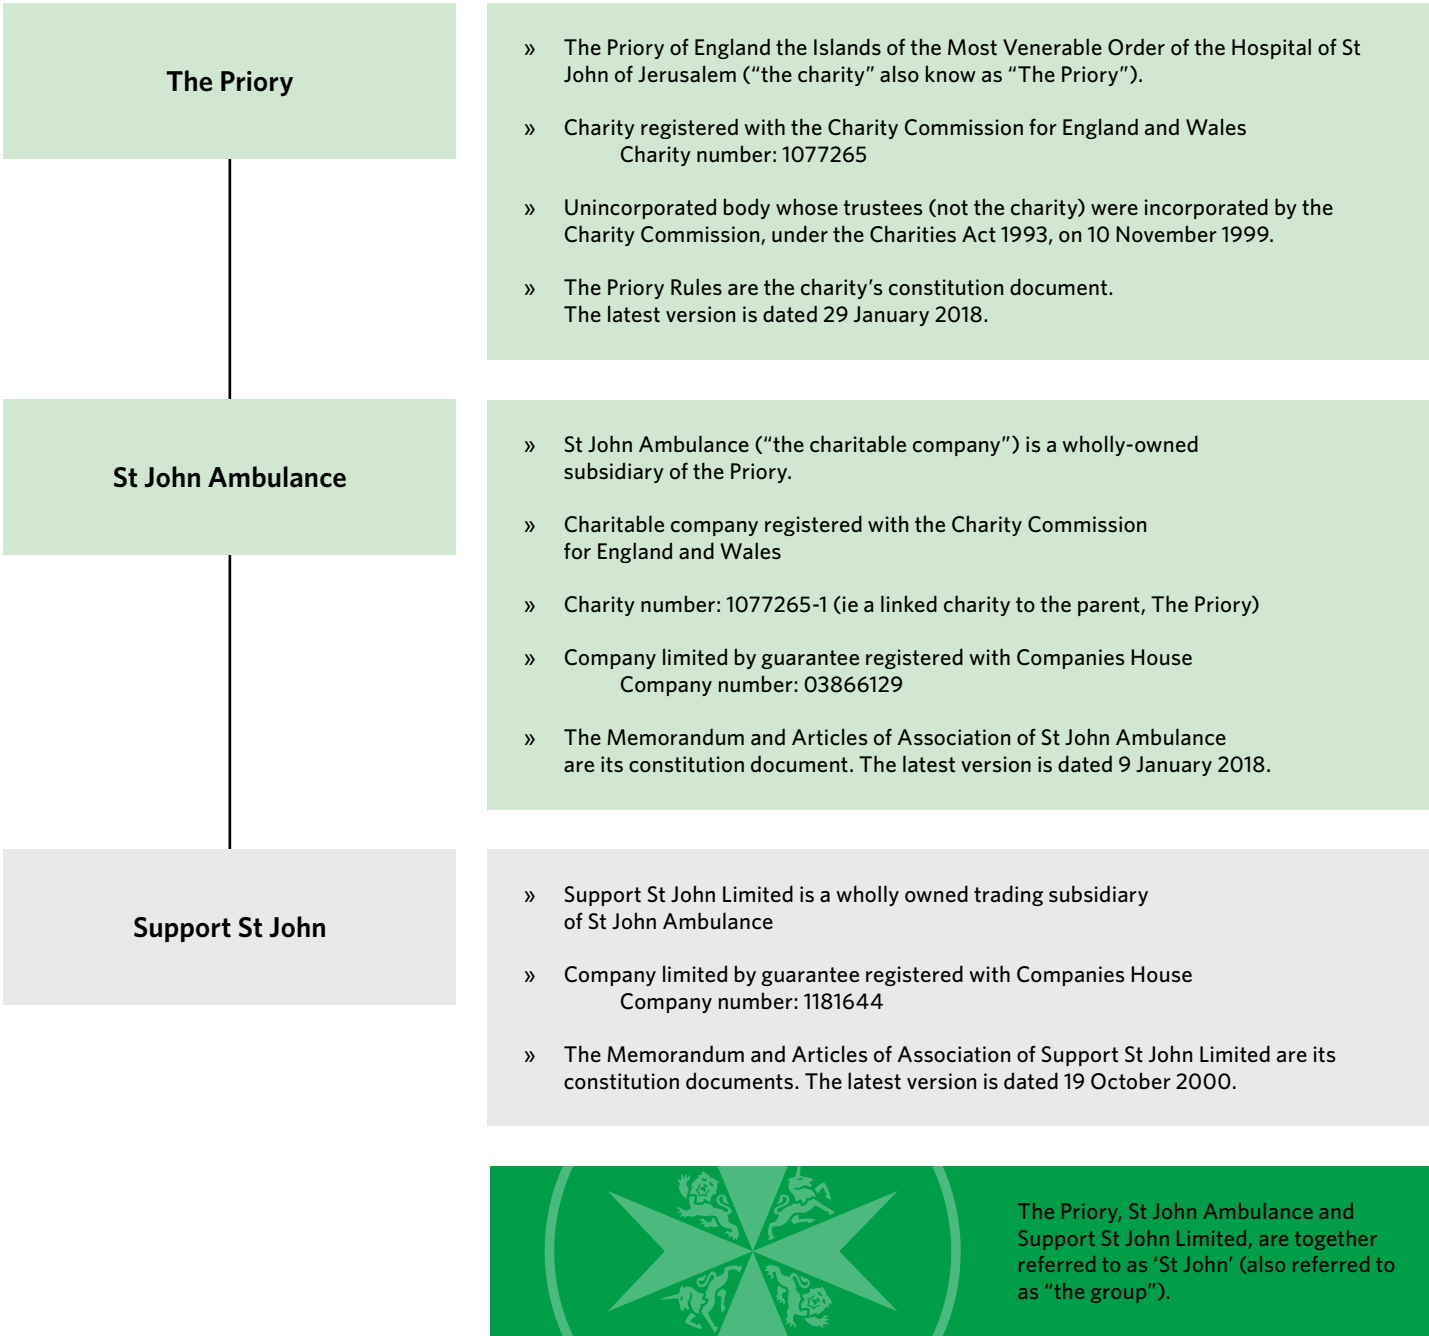 The Priory
» The Priory of England the Islands of the Most Venerable Order of the Hospital of St
John of Jerusalem (“the charity” also know as “The Priory”).
» Charity registered with the Charity Commission for England and Wales
Charity number: 1077265
» Unincorporated body whose trustees (not the charity) were incorporated by the
Charity Commission, under the Charities Act 1993, on 10 November 1999.
» The Priory Rules are the charity’s constitution document.
The latest version is dated 29 January 2018.
St John Ambulance
» St John Ambulance (“the charitable company”) is a wholly-owned
subsidiary of the Priory.
» Charitable company registered with the Charity Commission
for England and Wales
» Charity number: 1077265-1 (ie a linked charity to the parent, The Priory)
» Company limited by guarantee registered with Companies House
Company number: 03866129
» The Memorandum and Articles of Association of St John Ambulance
are its constitution document. The latest version is dated 9 January 2018.
Support St John
» Support St John Limited is a wholly owned trading subsidiary
of St John Ambulance
» Company limited by guarantee registered with Companies House
Company number: 1181644
» The Memorandum and Articles of Association of Support St John Limited are its
constitution documents. The latest version is dated 19 October 2000.
The Priory, St John Ambulance and
Support St John Limited, are together
referred to as ‘St John’ (also referred to
as “the group”).